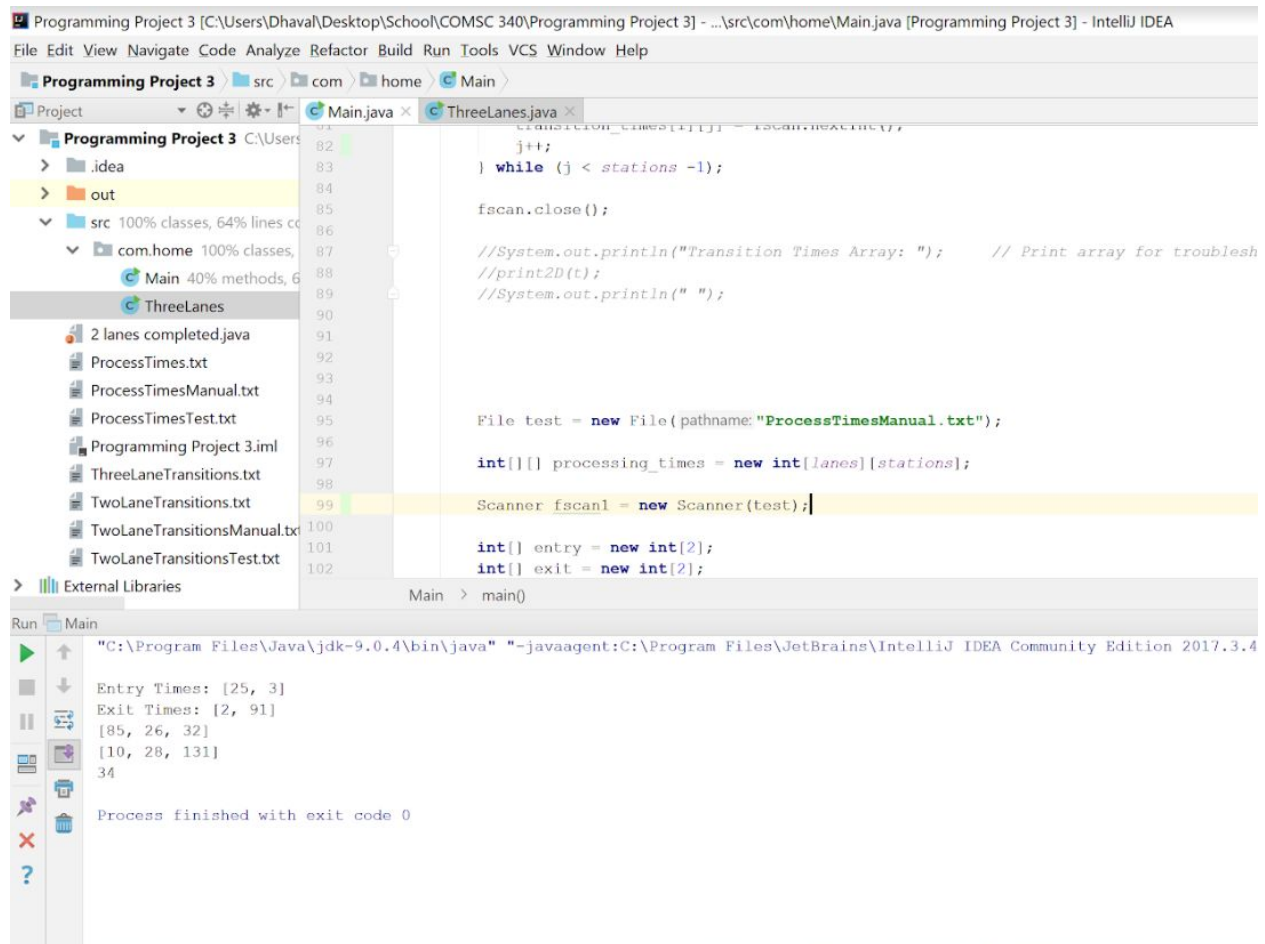 Programming Project 3 [C:\Users\Dhaval\Desktop\School\COMSC 340\Programming Project 3] - ...\src\com\home\Main.java [Programming Project 3] - IntelliJ IDEA
File Edit View Navigate Code Analyze Refactor Build Run Tools VCS Window Help
Programming Project 3 src com home Main
Project Main.java ThreeLanes.java
Programming Project 3 C:\Users
.idea
out
src 100% classes, 64% lines co
com.home 100% classes,
Main 40% methods, 6
ThreeLanes
2 lanes completed.java
ProcessTimes.txt
ProcessTimesManual.txt
ProcessTimesTest.txt
Programming Project 3.iml
ThreeLaneTransitions.txt
TwoLaneTransitions.txt
TwoLaneTransitionsManual.txt
TwoLaneTransitionsTest.txt
External Libraries
81 transition_times[i][j] = fscan.nextInt();
82 j++;
83 } while (j < stations -1);
84
85 fscan.close();
86
87 //System.out.println("Transition Times Array: "); // Print array for troublesh
88 //print2D(t);
89 //System.out.println(" ");
90
91
92
93
94
95 File test = new File( pathname: "ProcessTimesManual.txt");
96
97 int[][] processing_times = new int[lanes][stations];
98
99 Scanner fscan1 = new Scanner(test);
100
101 int[] entry = new int[2];
102 int[] exit = new int[2];
Main > main()
Run Main
"C:\Program Files\Java\jdk-9.0.4\bin\java" "-javaagent:C:\Program Files\JetBrains\IntelliJ IDEA Community Edition 2017.3.4
Entry Times: [25, 3]
Exit Times: [2, 91]
[85, 26, 32]
[10, 28, 131]
34
Process finished with exit code 0